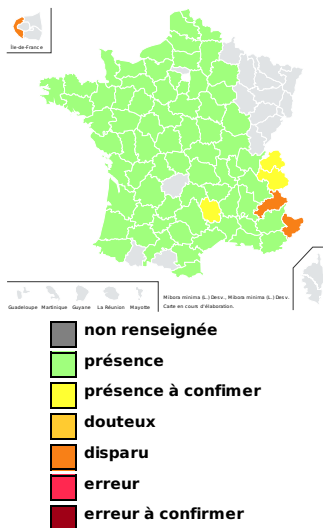 Île-de-France
Guadeloupe Martinique Guyane La Réunion Mayotte
Mibora minima (L.) Desv., Mibora minima (L.) Desv.
Carte en cours d'élaboration.
non renseignée
présence
présence à confimer
douteux
disparu
erreur
erreur à confirmer